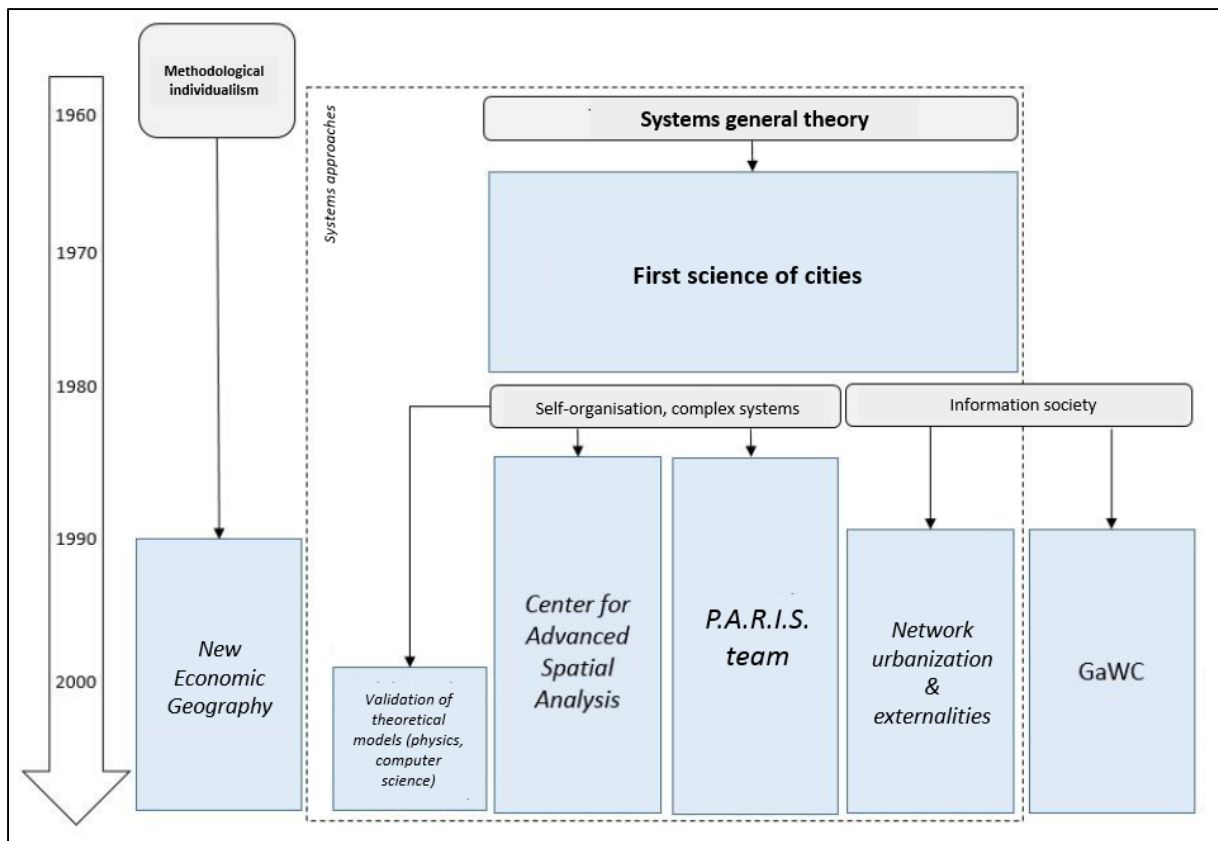 Methodological
individualilsm
1960
Systems approaches
Systems general theory
1970
First science of cities
1980
Self-organisation, complex systems
Information society
1990
New
Economic
Geography
2000
Validation of
theoretical
models (physics,
computer
science)
Center for
Advanced
Spatial
Analysis
P.A.R.I.S.
team
Network
urbanization
&
externalities
GaWC